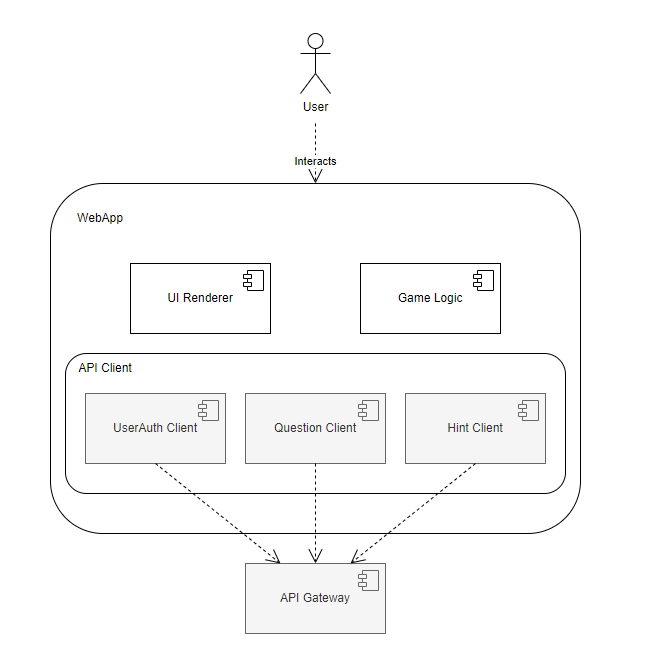 User
Interacts
WebApp
UI Renderer
Game Logic
API Client
UserAuth Client
Question Client
Hint Client
API Gateway